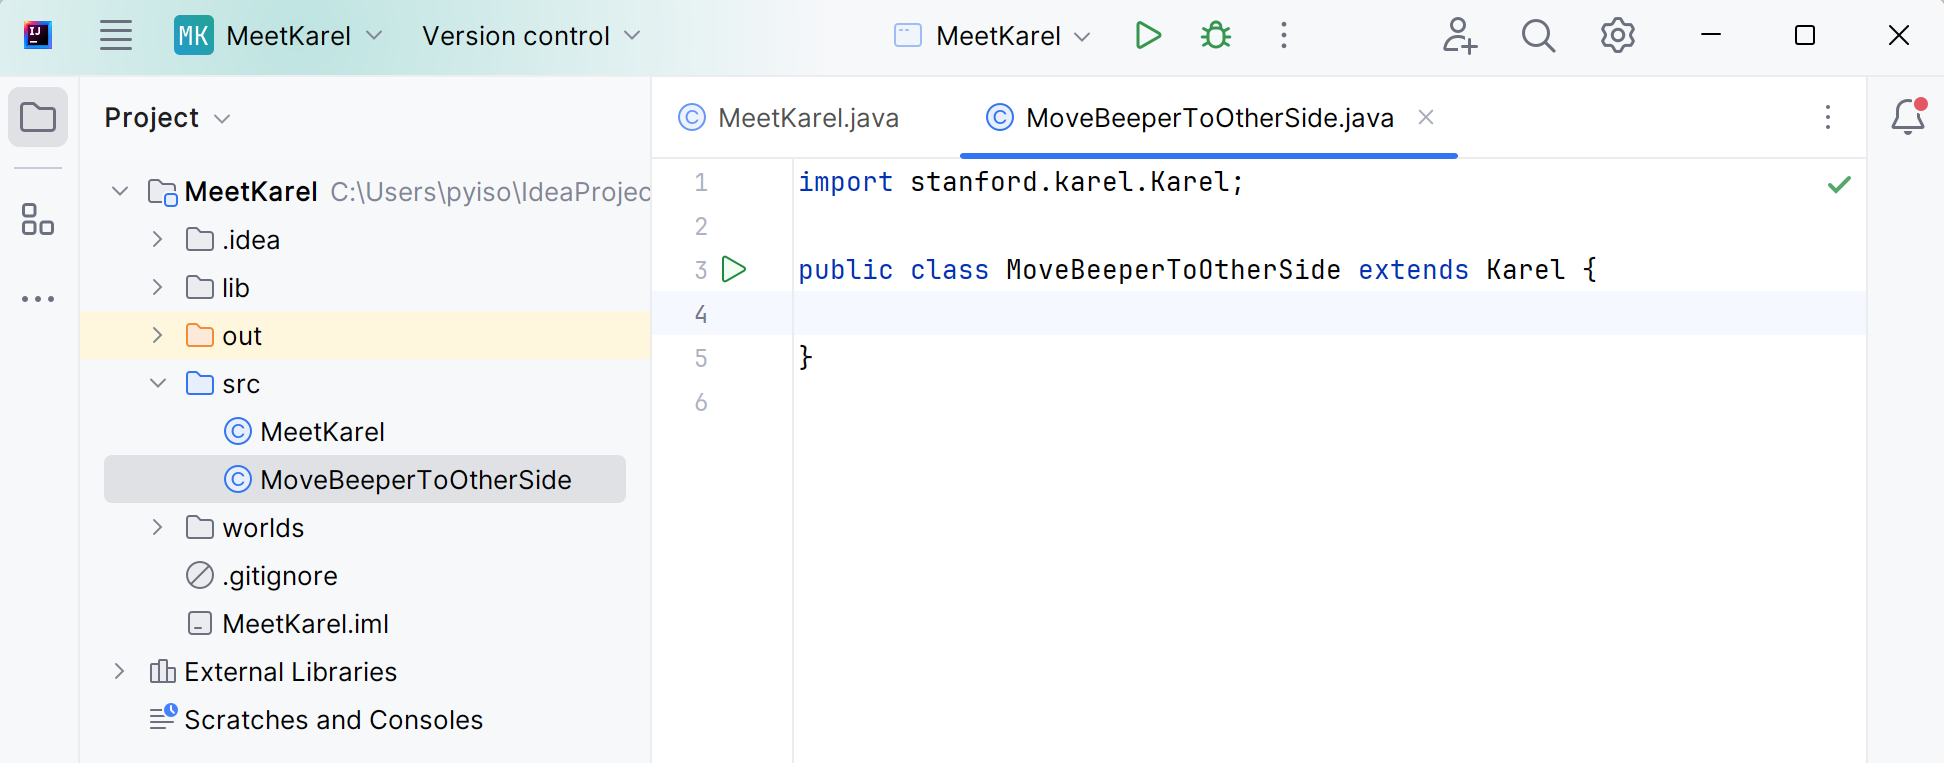 IJ
MK MeetKarel Version control MeetKarel
Project
MeetKarel C:\Users\pyiso\IdeaProjec
.idea
lib
out
src
MeetKarel
MoveBeeperToOtherSide
worlds
.gitignore
MeetKarel.iml
External Libraries
Scratches and Consoles
MeetKarel.java MoveBeeperToOtherSide.java
1 import stanford.karel.Karel;
2
3 public class MoveBeeperToOtherSide extends Karel {
4
5 }
6